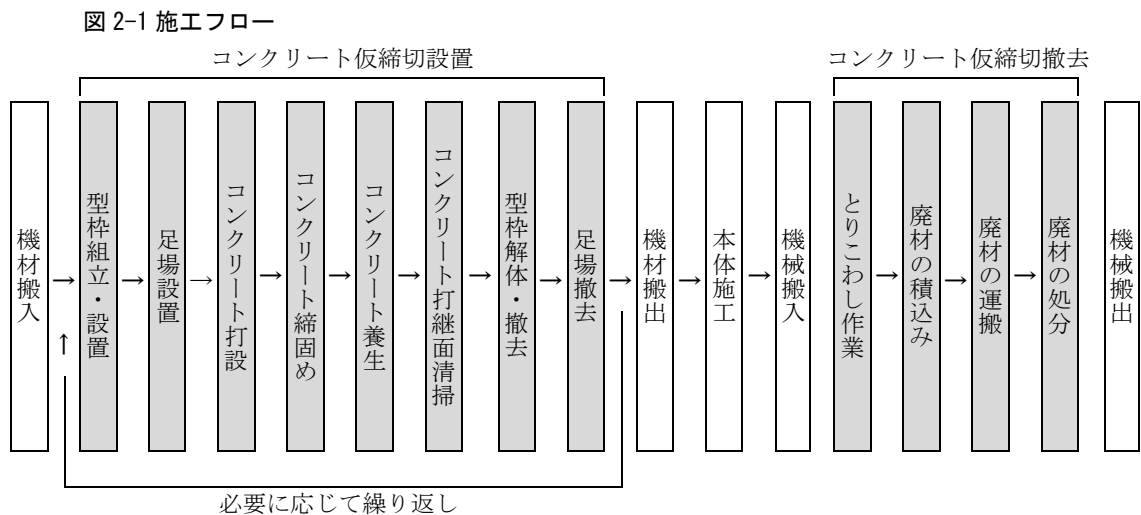 図 2-1 施工フロー
コンクリート仮締切設置
コンクリート仮締切撤去
機材搬入
→
型枠組立・設置
→
足場設置
→
コンクリート打設
→
コンクリート締固め
→
コンクリート養生
→
コンクリート打継面清掃
→
型枠解体・撤去
→
足場撤去
→
機材搬出
→
本体施工
→
機械搬入
とりこわし作業
→
廃材の積込み
→
廃材の運搬
→
廃材の処分
機械搬出
↑
必要に応じて繰り返し